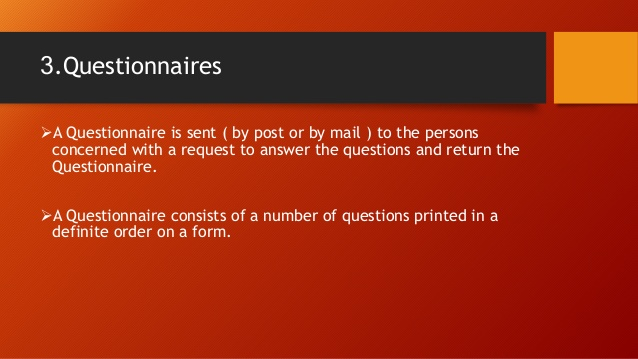 3.Questionnaires
➢A Questionnaire is sent ( by post or by mail ) to the persons
concerned with a request to answer the questions and return the
Questionnaire.
➢A Questionnaire consists of a number of questions printed in a
definite order on a form.